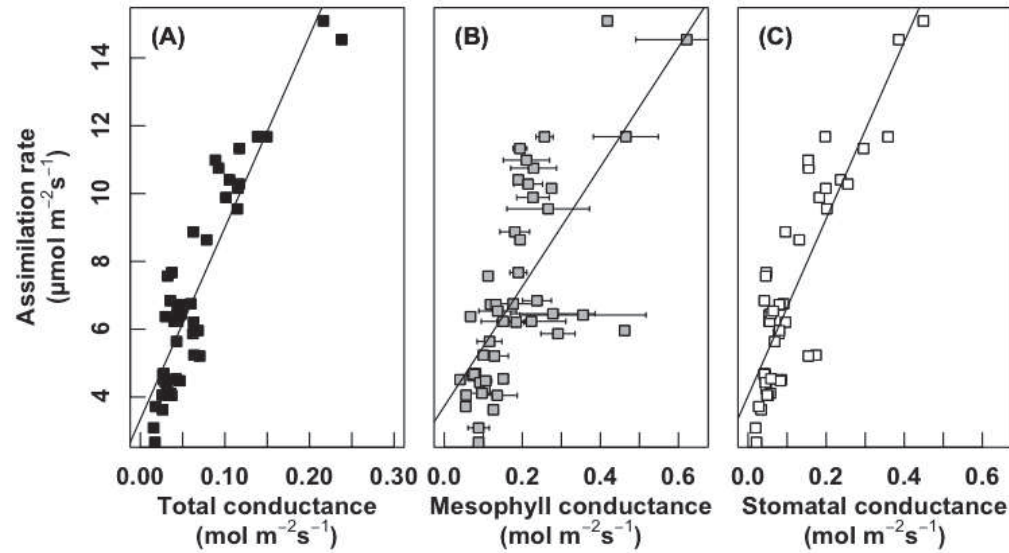 (A)
(B)
(C)
Assimilation rate
(μmol m−2s−1)
14
12
10
8
6
4
0.00 0.10 0.20 0.30
0.0 0.2 0.4 0.6
0.0 0.2 0.4 0.6
Total conductance
(mol m−2s−1)
Mesophyll conductance
(mol m−2s−1)
Stomatal conductance
(mol m−2s−1)